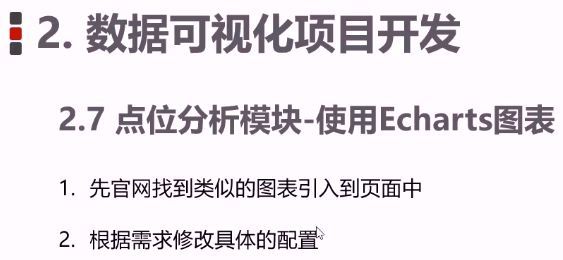 2. 数据可视化项目开发
2.7 点位分析模块-使用Echarts图表
1. 先官网找到类似的图表引入到页面中
2. 根据需求修改具体的配置